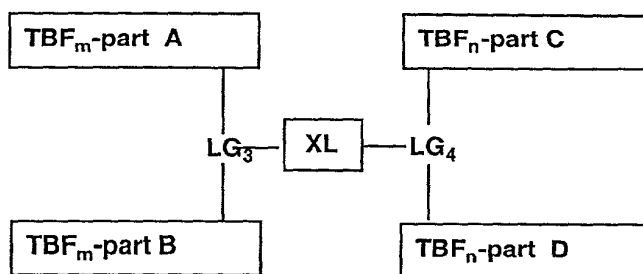 TBFm-part A
TBFn-part C
LG3
XL
LG4
TBFm-part B
TBFn-part D